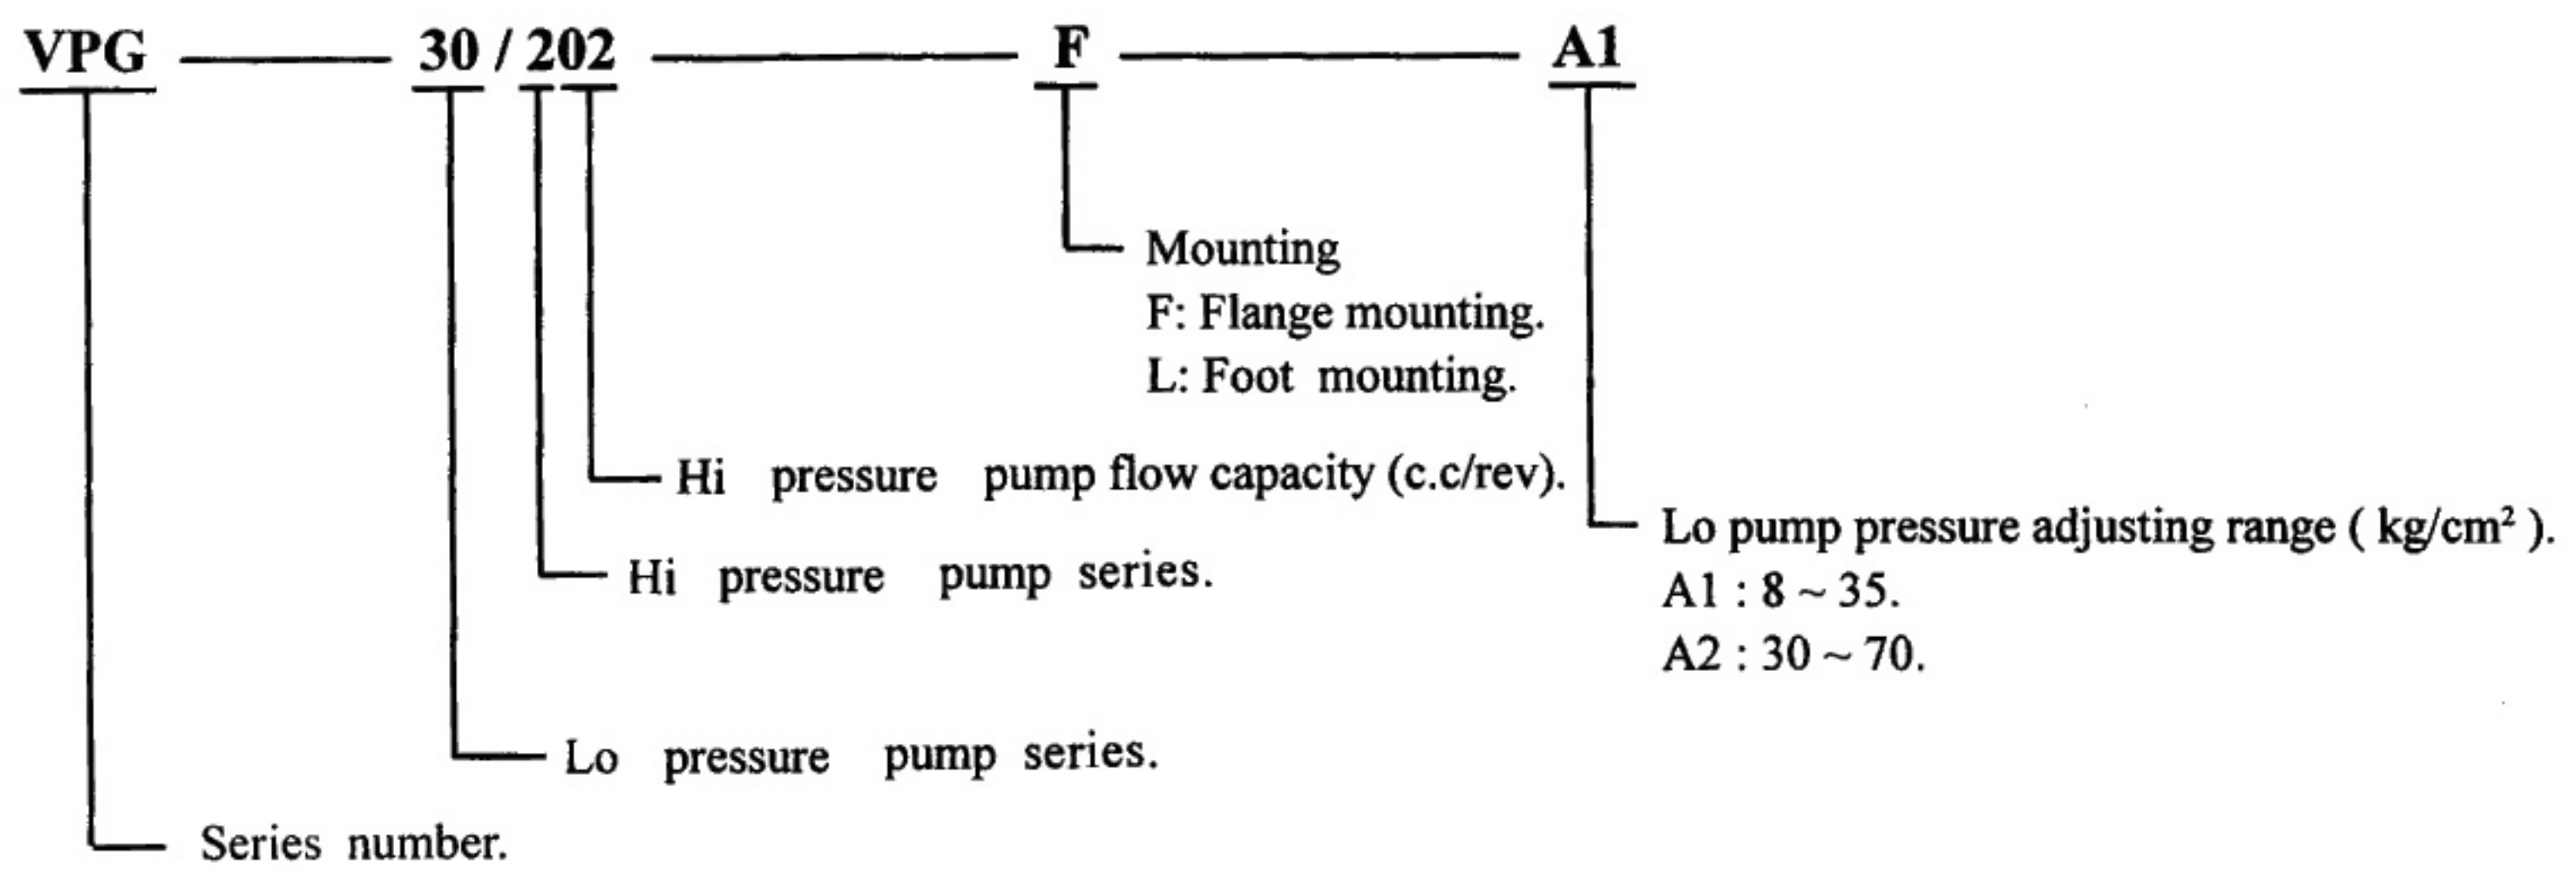 VPG 30 / 202 F A1
Mounting
F: Flange mounting.
L: Foot mounting.
Hi pressure pump flow capacity (c.c/rev).
Lo pump pressure adjusting range ( kg/cm² ).
A1 : 8 ~ 35.
A2 : 30 ~ 70.
Hi pressure pump series.
Lo pressure pump series.
Series number.